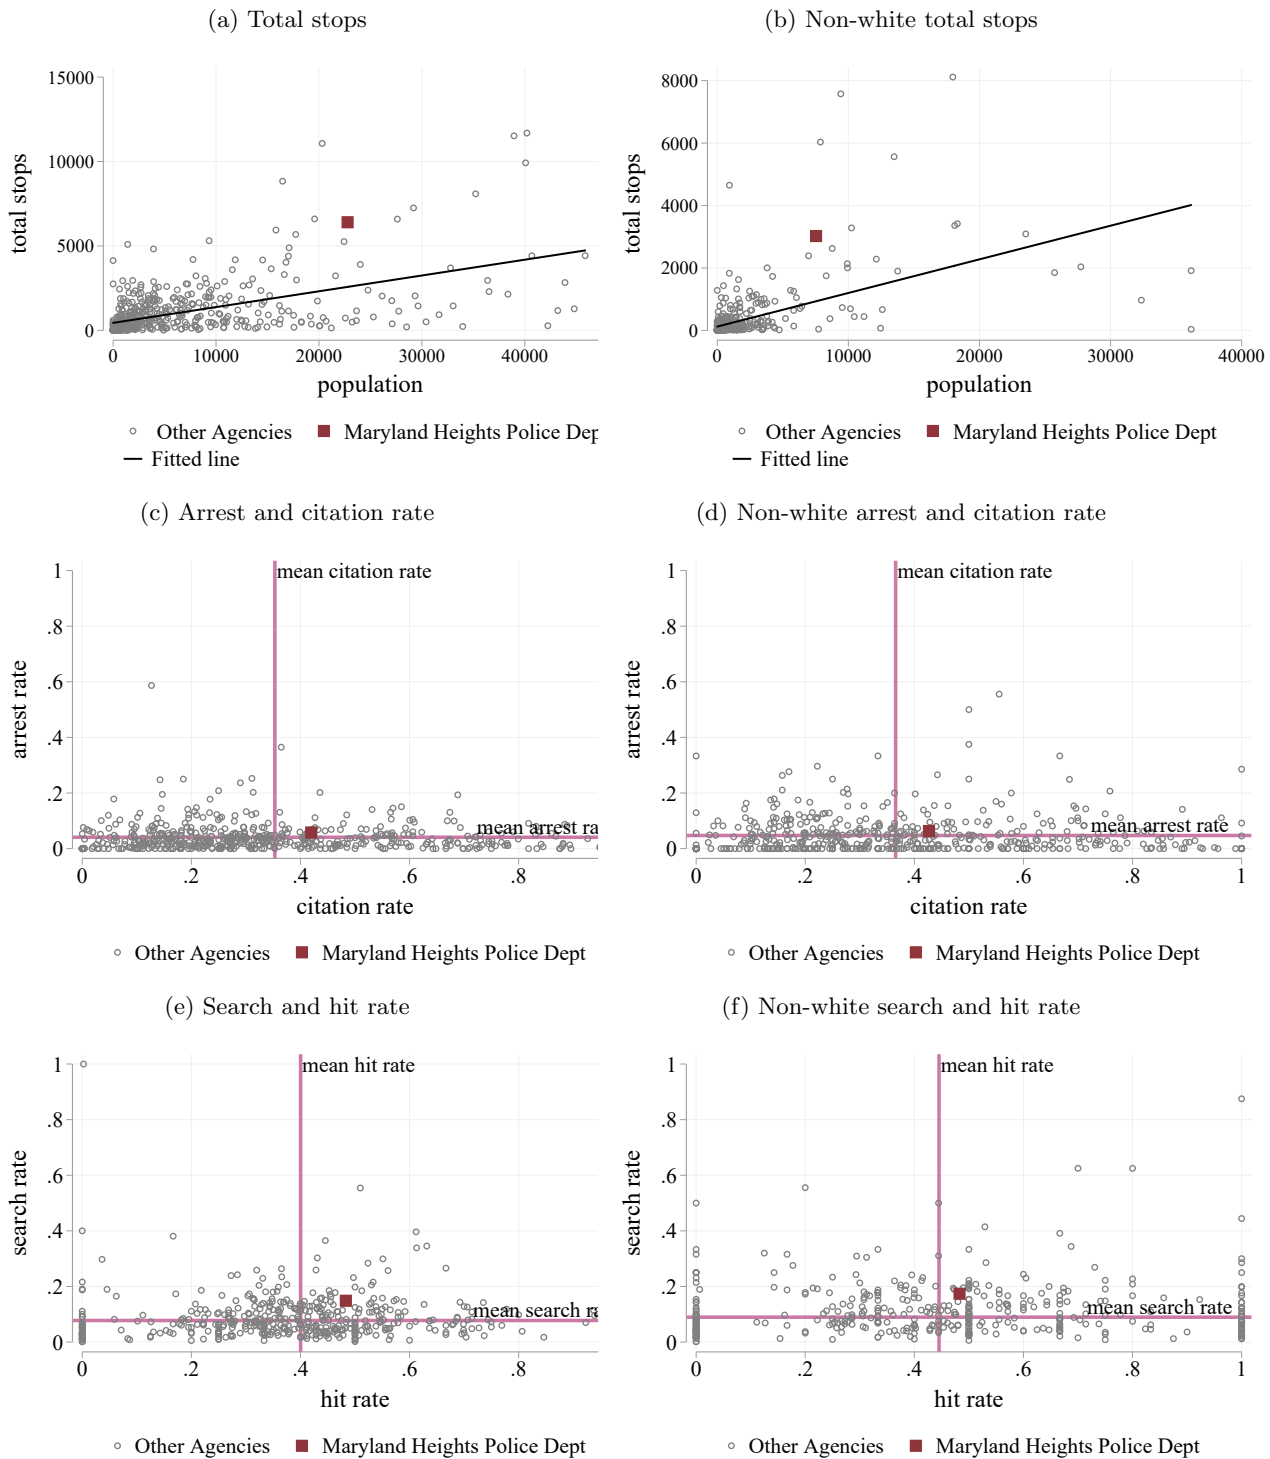 (a) Total stops
(b) Non-white total stops
15000
10000
5000
0
total stops
0 10000 20000 30000 40000
population
Other Agencies Maryland Heights Police Dep
Fitted line
8000
6000
4000
2000
0
total stops
0 10000 20000 30000 40000
population
Other Agencies Maryland Heights Police Dept
Fitted line
(c) Arrest and citation rate
(d) Non-white arrest and citation rate
1
.8
.6
.4
.2
0
arrest rate
mean citation rate
mean arrest ra
0 .2 .4 .6 .8
citation rate
Other Agencies Maryland Heights Police Dept
1
.8
.6
.4
.2
0
arrest rate
mean citation rate
mean arrest rate
0 .2 .4 .6 .8 1
citation rate
Other Agencies Maryland Heights Police Dept
(e) Search and hit rate
(f) Non-white search and hit rate
1
.8
.6
.4
.2
0
search rate
mean hit rate
mean search ra
0 .2 .4 .6 .8
hit rate
Other Agencies Maryland Heights Police Dept
1
.8
.6
.4
.2
0
search rate
mean hit rate
mean search rate
0 .2 .4 .6 .8 1
hit rate
Other Agencies Maryland Heights Police Dept